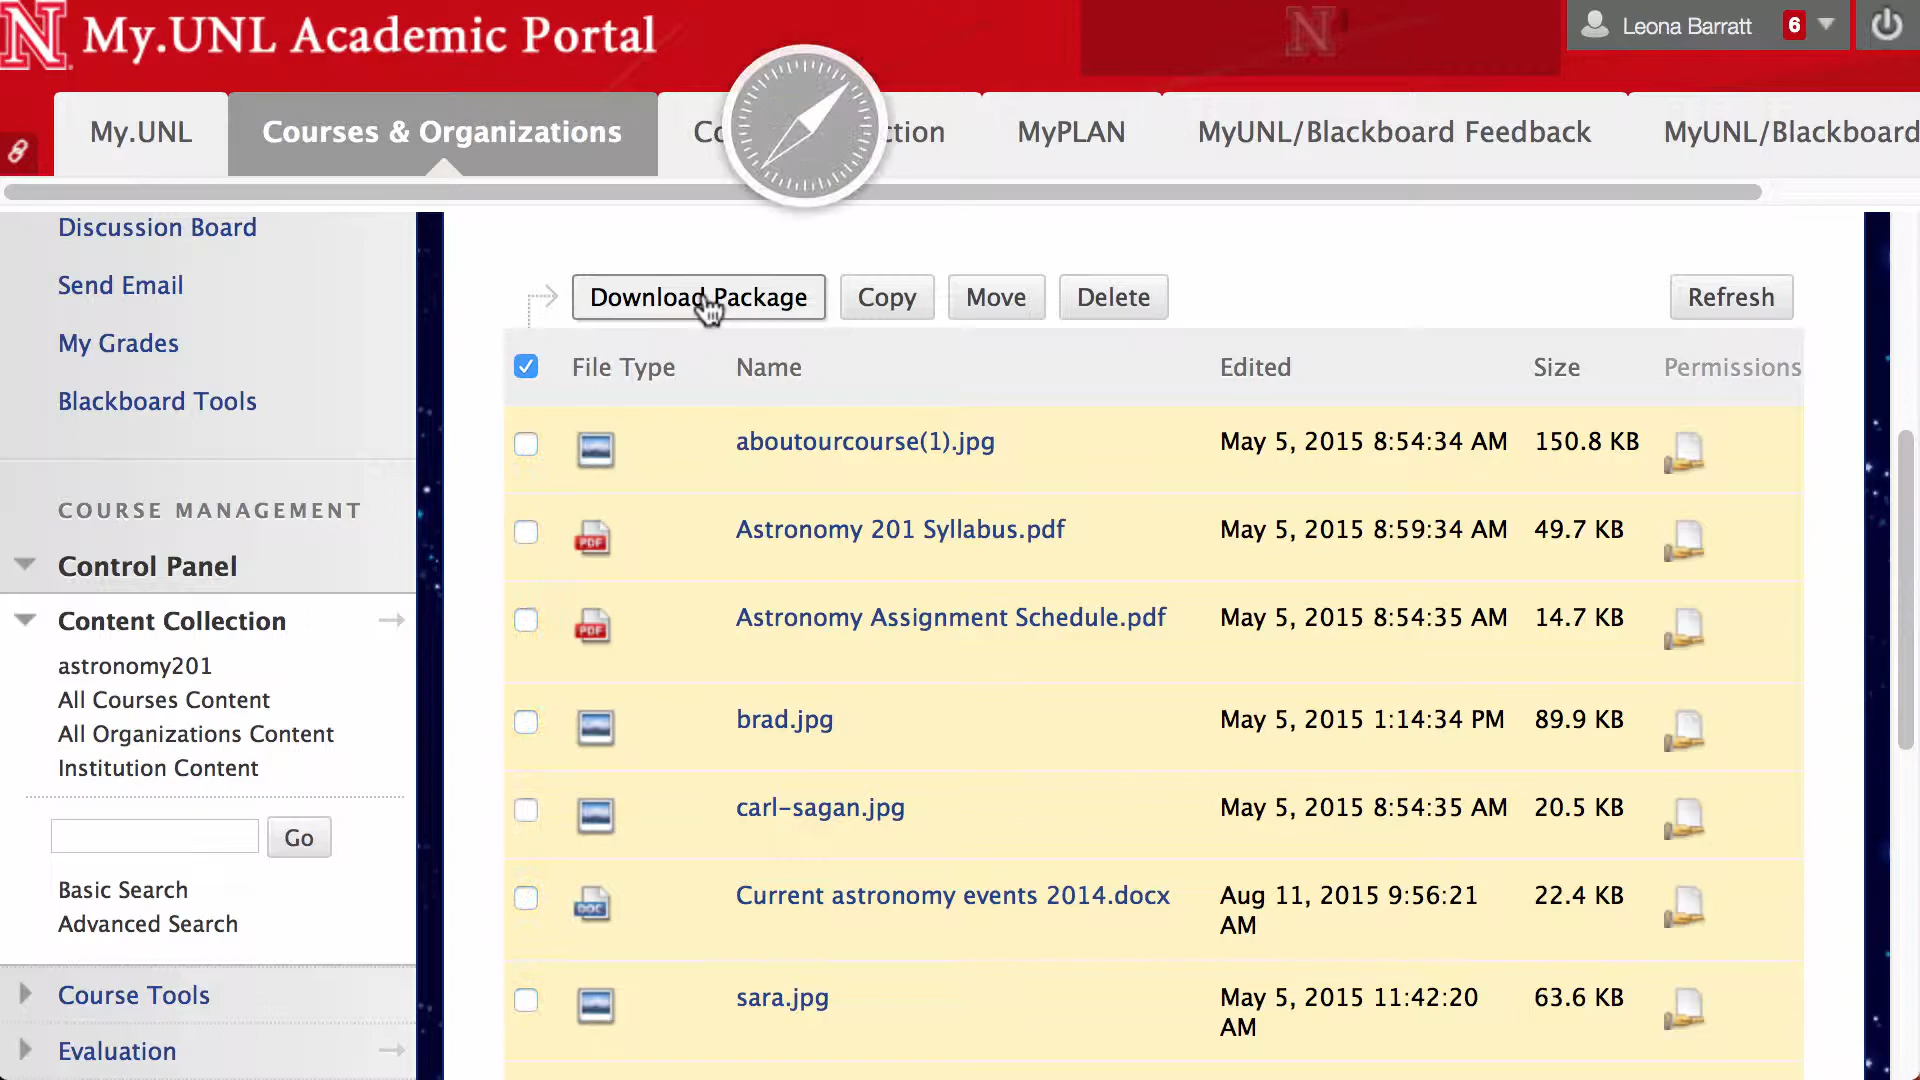 N My.UNL Academic Portal
N
Leona Barratt 6
My.UNL
Courses & Organizations
MyPLAN
MyUNL/Blackboard Feedback
MyUNL/Blackboard
Discussion Board
Send Email
My Grades
Blackboard Tools
COURSE MANAGEMENT
Control Panel
Content Collection
astronomy201
All Courses Content
All Organizations Content
Institution Content
Go
Basic Search
Advanced Search
Course Tools
Evaluation
Download Package Copy Move Delete Refresh
File Type Name Edited Size Permissions
aboutourcourse(1).jpg May 5, 2015 8:54:34 AM 150.8 KB
PDF Astronomy 201 Syllabus.pdf May 5, 2015 8:59:34 AM 49.7 KB
PDF Astronomy Assignment Schedule.pdf May 5, 2015 8:54:35 AM 14.7 KB
brad.jpg May 5, 2015 1:14:34 PM 89.9 KB
carl-sagan.jpg May 5, 2015 8:54:35 AM 20.5 KB
DOC Current astronomy events 2014.docx Aug 11, 2015 9:56:21 22.4 KB
AM
sara.jpg May 5, 2015 11:42:20 63.6 KB
AM